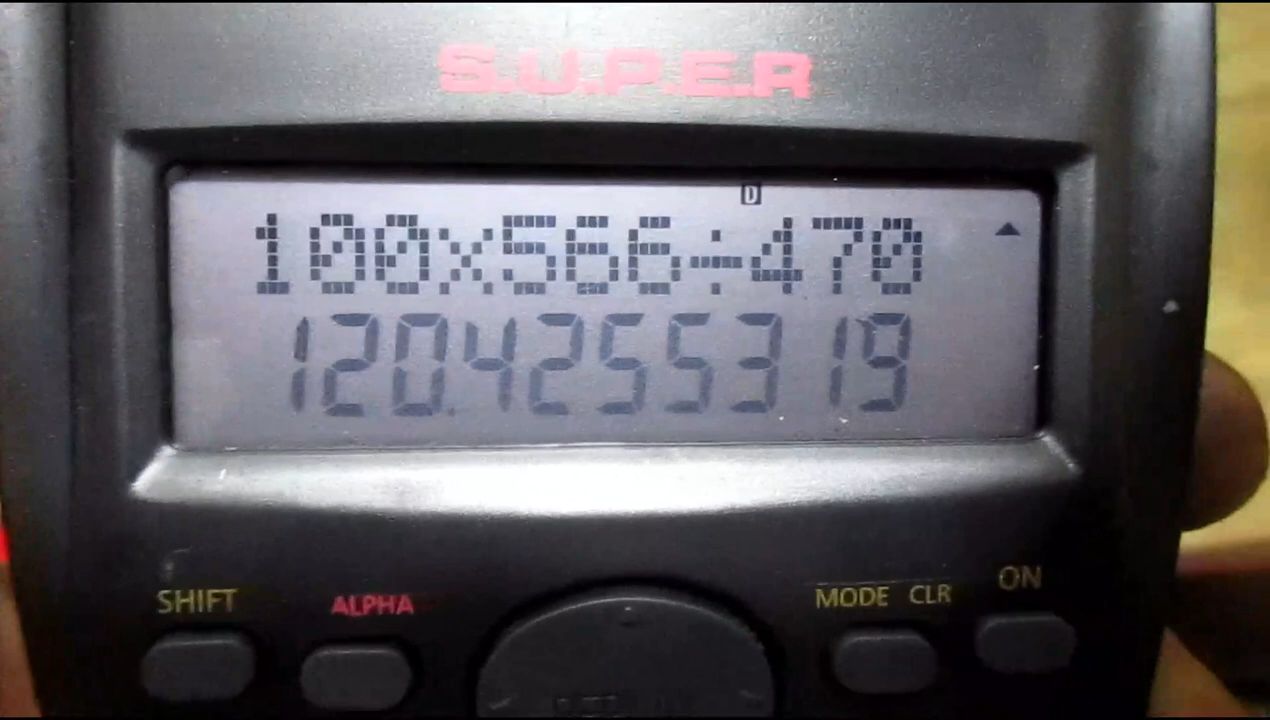 S.U.P.E.R
D
100x566÷470
120.4255319
SHIFT ALPHA MODE CLR ON